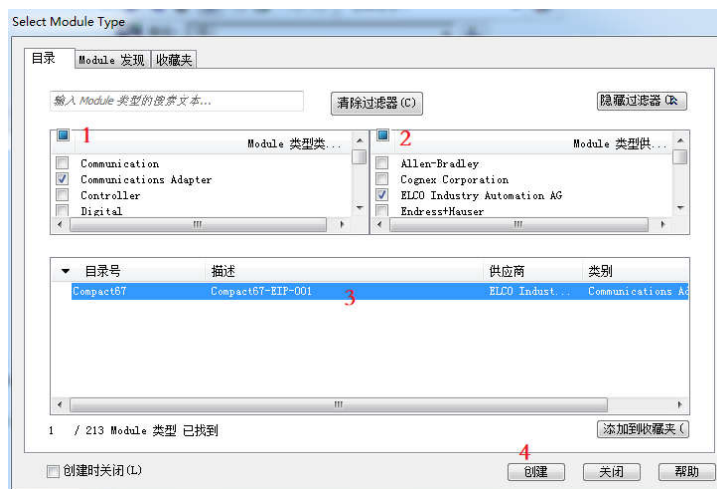 Select Module Type
目录 Module 发现 收藏夹
输入 Module 类型的搜索文本... 清除过滤器(C) 隐藏过滤器(
1 Module 类型类... 2 Module 类型供...
Communication Allen-Bradley
Communications Adapter Cognex Corporation
Controller ELCO Industry Automation AG
Digital Endress+Hauser
目录号 描述 供应商 类别
Compact67 Compact67-EIP-001 3 ELCO Indust... Communications Ad
1 / 213 Module 类型 已找到 添加到收藏夹(
4
创建时关闭(L) 创建 关闭 帮助